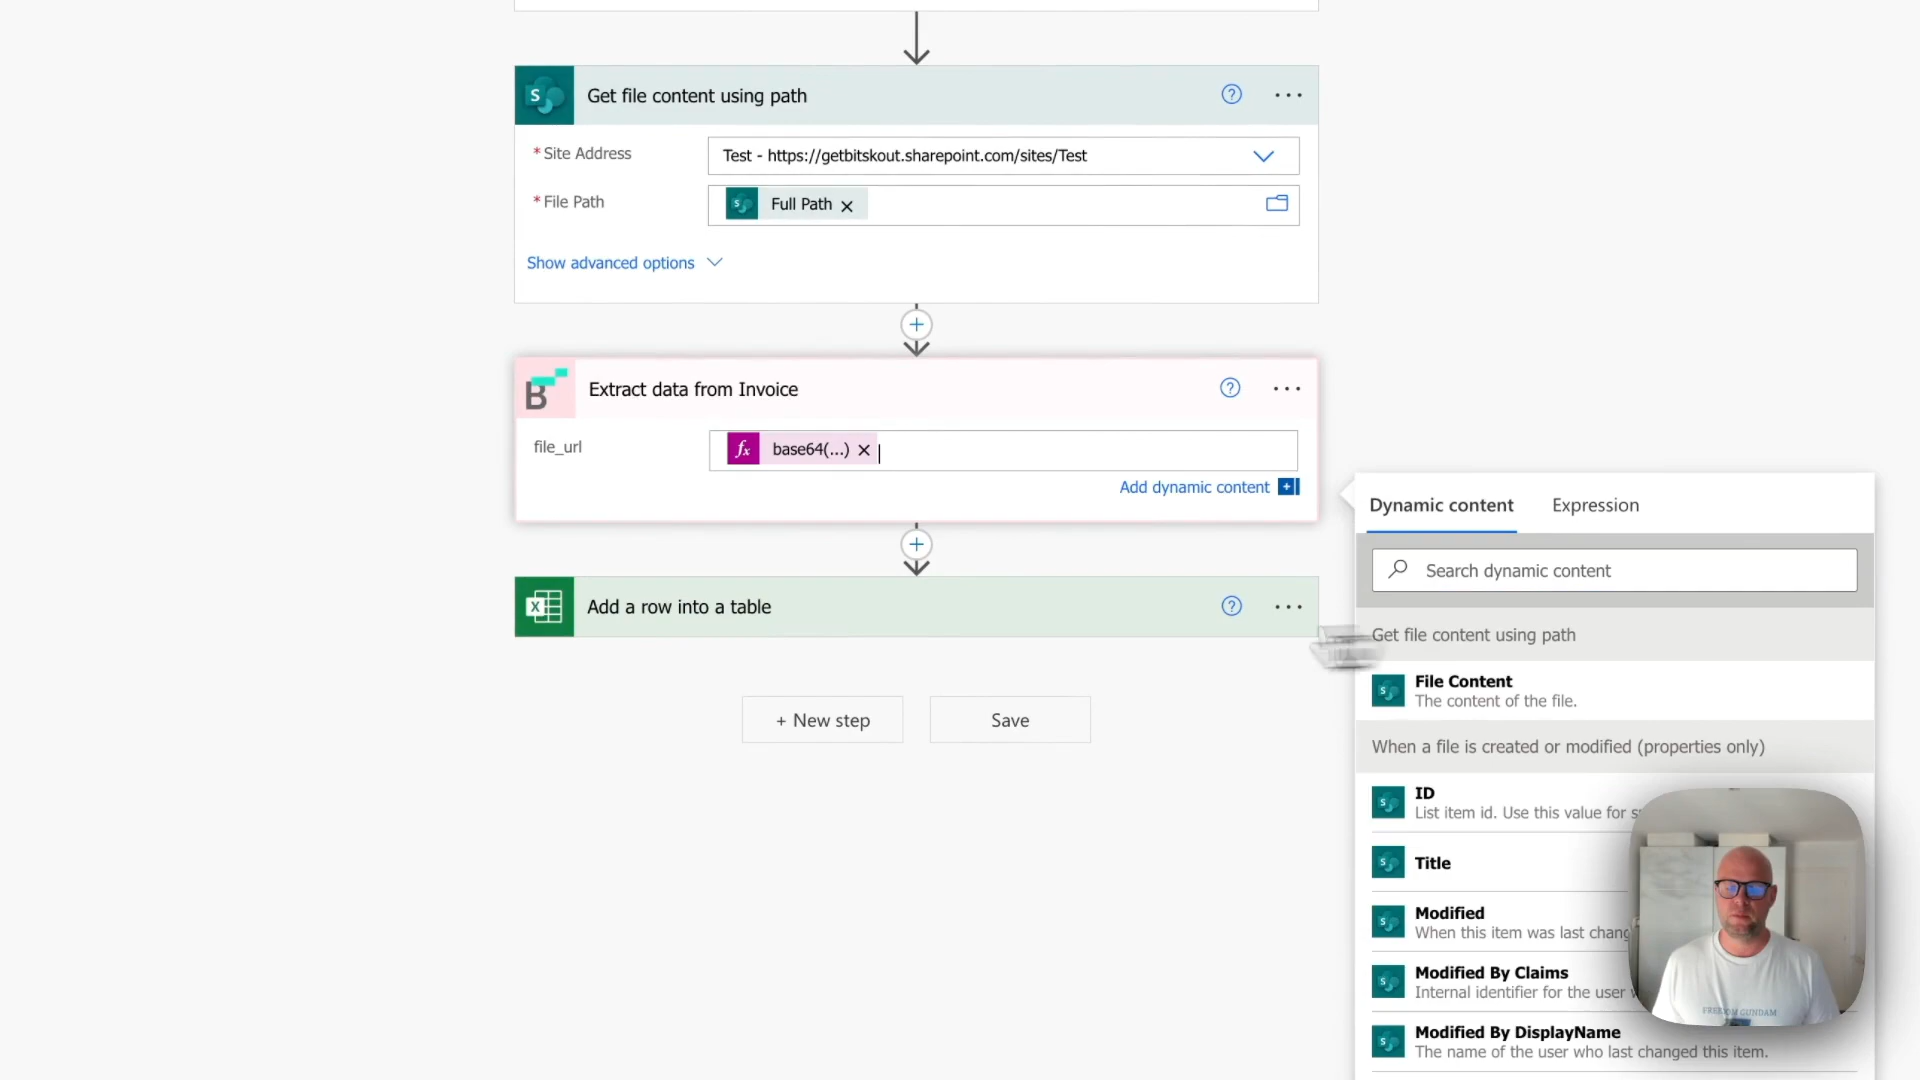 Get file content using path
* Site Address
Test - https://getbitskout.sharepoint.com/sites/Test
* File Path
Full Path
Show advanced options
Extract data from Invoice
file_url
fx base64(...)
Add dynamic content
Add a row into a table
+ New step
Save
Dynamic content
Expression
Search dynamic content
Get file content using path
File Content
The content of the file.
When a file is created or modified (properties only)
ID
List item id. Use this value for
Title
Modified
When this item was last
Modified By Claims
Internal identifier for the user
Modified By DisplayName
The name of the user who last changed this item.